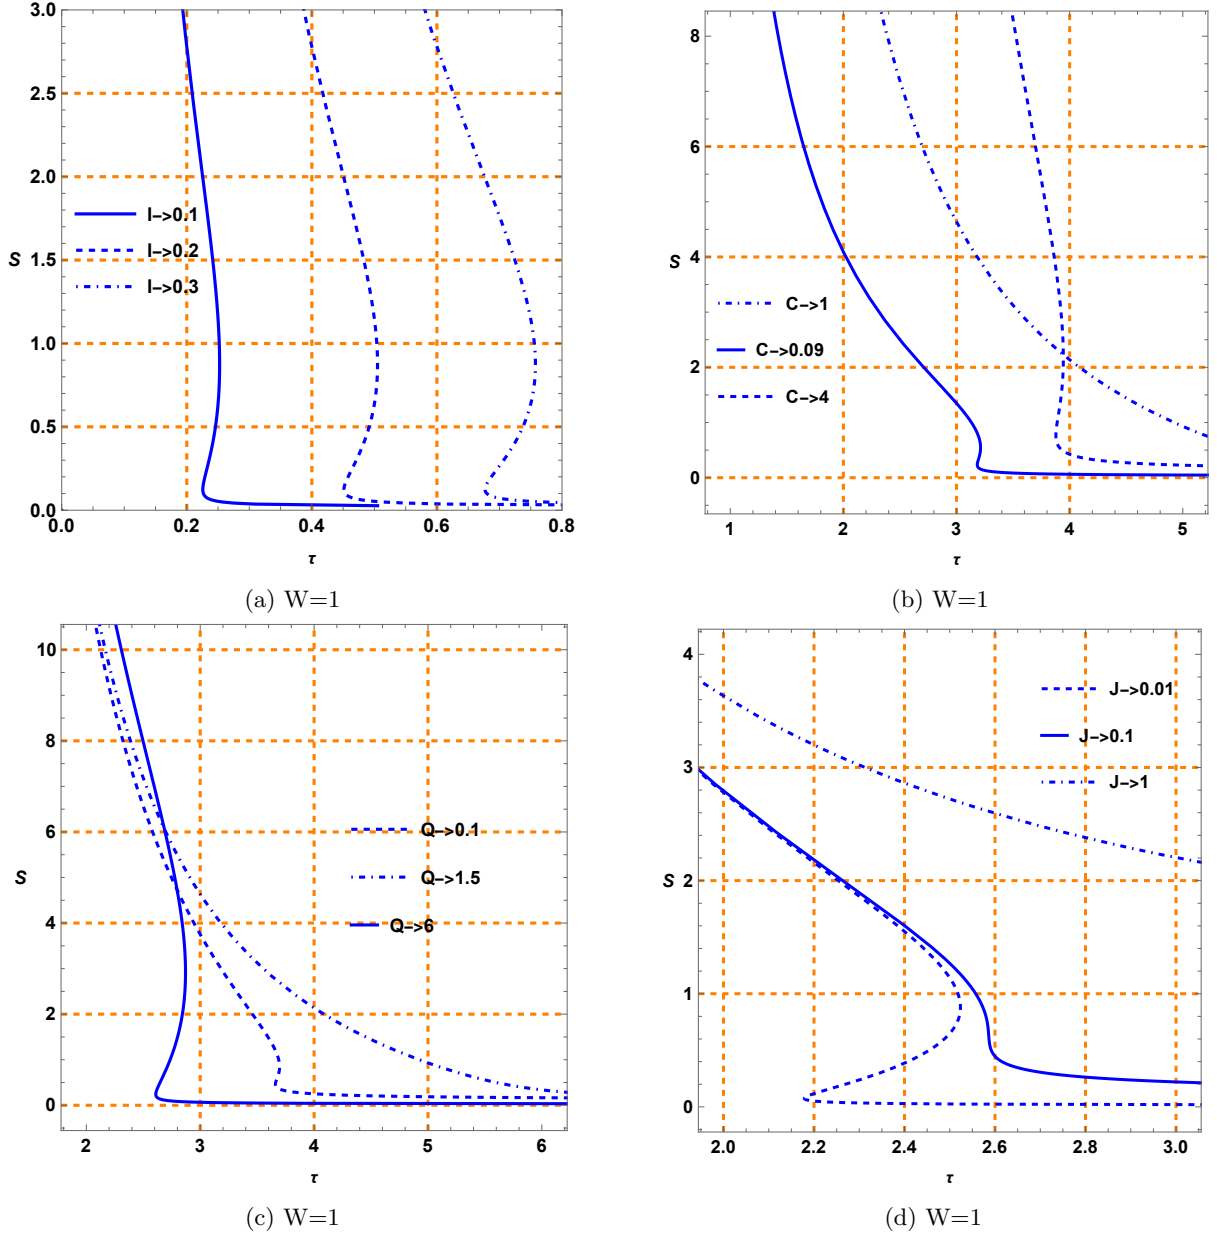 3.0
2.5
2.0
I->0.1
I->0.2
S 1.5
I->0.3
1.0
0.5
0.0
0.0 0.2 0.4 0.6 0.8
τ
(a) W=1
8
6
S 4
C->1
C->0.09
2
C->4
0
1 2 3 4 5
τ
(b) W=1
10
8
6
Q->0.1
S
Q->1.5
4
Q->6
2
0
2 3 4 5 6
τ
(c) W=1
4
J->0.01
J->0.1
3
J->1
S 2
1
0
2.0 2.2 2.4 2.6 2.8 3.0
τ
(d) W=1